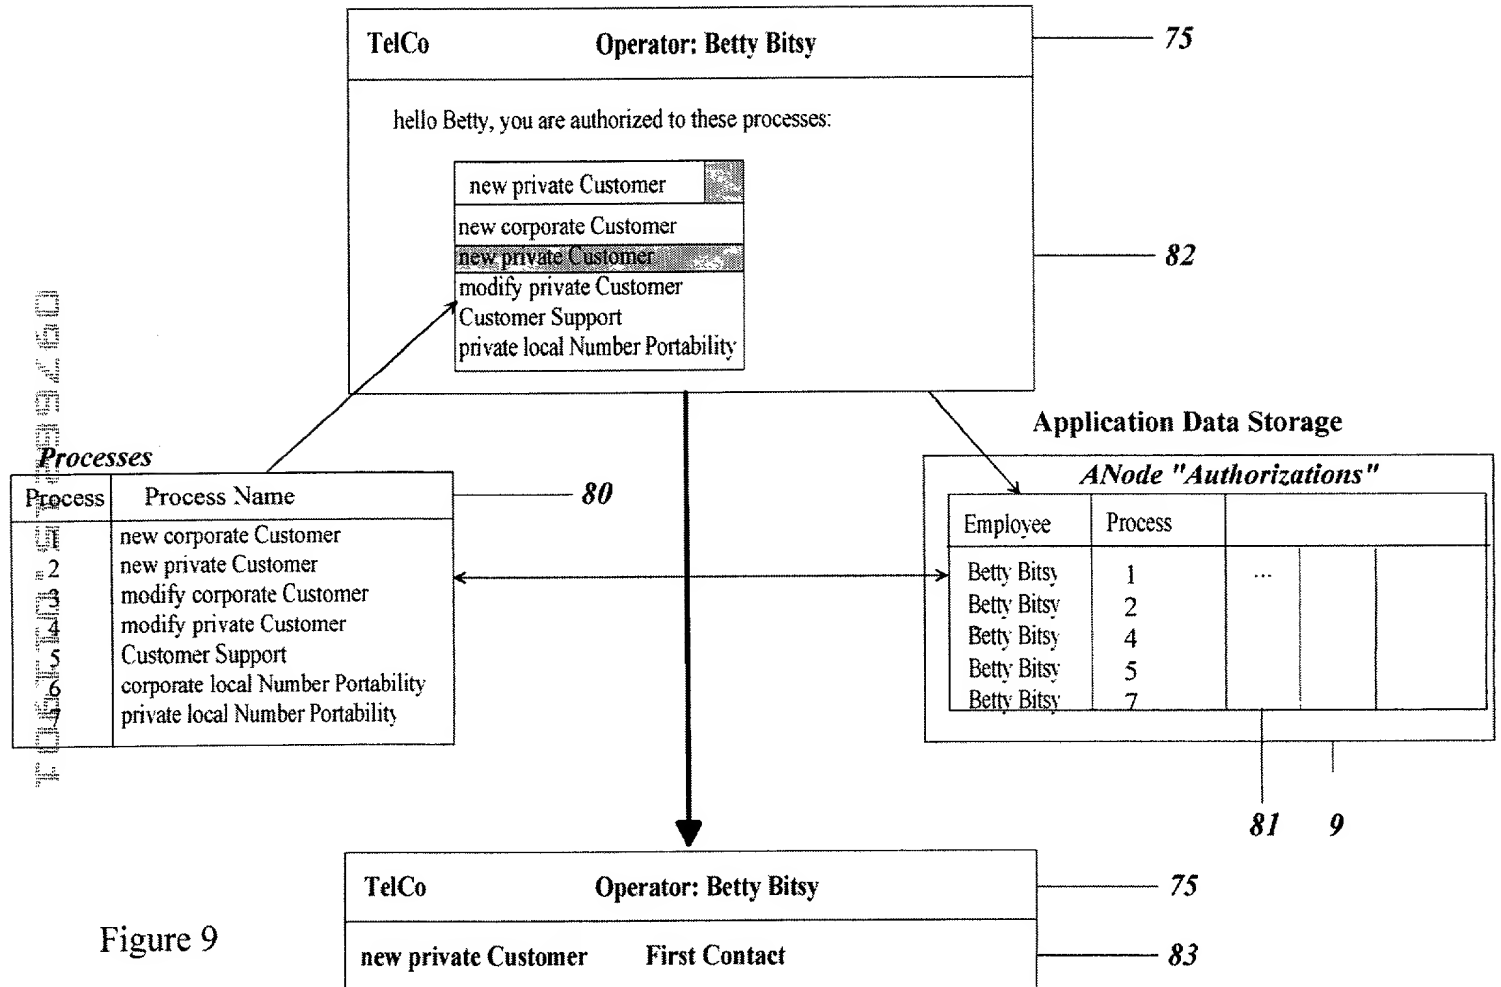 TelCo Operator: Betty Bitsy 75
hello Betty, you are authorized to these processes:
new private Customer
new corporate Customer
new private Customer
82
modify private Customer
Customer Support
private local Number Portability
Application Data Storage
Processes
ANode "Authorizations"
Process Process Name 80
Employee Process
1 new corporate Customer
2 new private Customer
3 modify corporate Customer
4 modify private Customer
5 Customer Support
6 corporate local Number Portability
7 private local Number Portability
Betty Bitsy 1 ...
Betty Bitsy 2
Betty Bitsy 4
Betty Bitsy 5
Betty Bitsy 7
81 9
TelCo Operator: Betty Bitsy 75
new private Customer First Contact 83
Figure 9